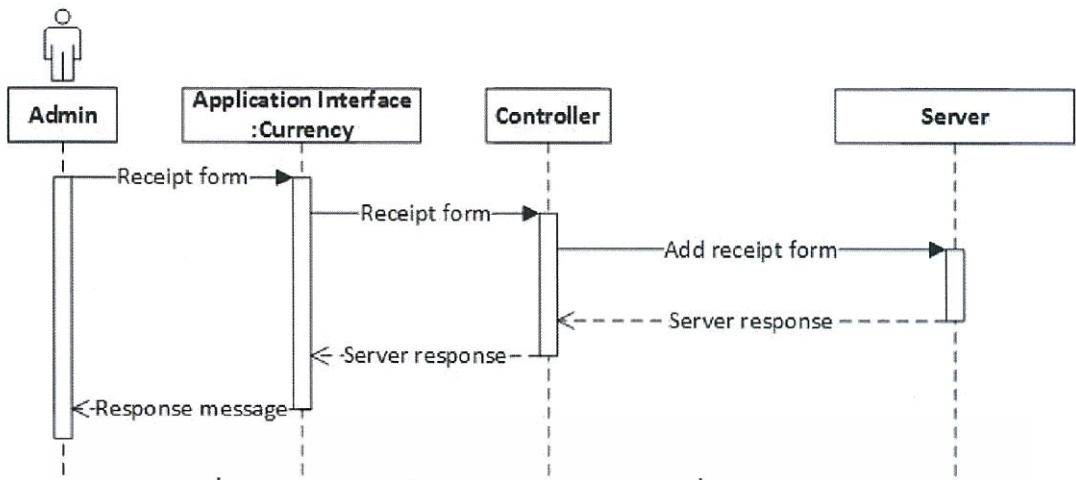 Admin
Application Interface
:Currency
Controller
Server
Receipt form
Receipt form
Add receipt form
Server response
Server response
Response message